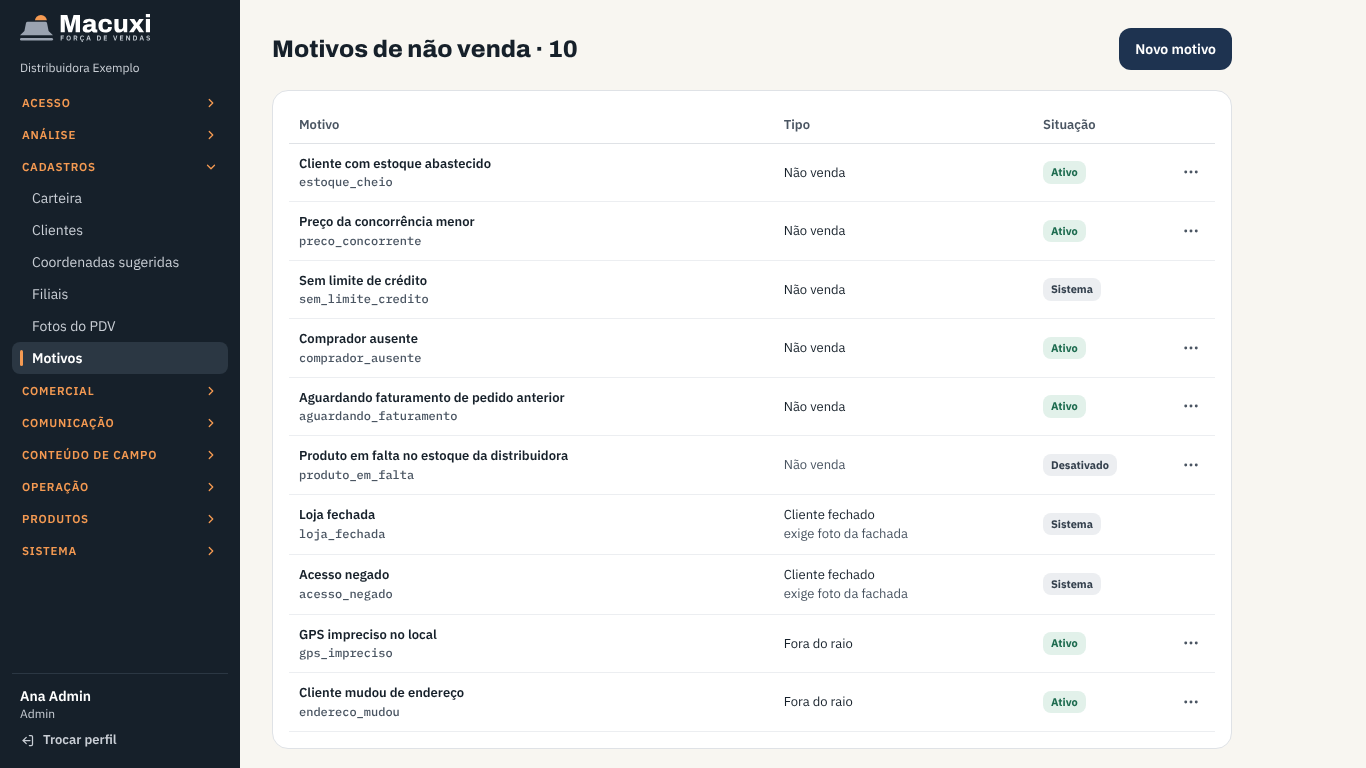 Macuxi
FORÇA DE VENDAS
Distribuidora Exemplo
ACESSO
ANÁLISE
CADASTROS
Carteira
Clientes
Coordenadas sugeridas
Filiais
Fotos do PDV
Motivos
COMERCIAL
COMUNICAÇÃO
CONTEÚDO DE CAMPO
OPERAÇÃO
PRODUTOS
SISTEMA
Ana Admin
Admin
Trocar perfil
Motivos de não venda · 10
Novo motivo
Motivo Tipo Situação
Cliente com estoque abastecido
estoque_cheio
Não venda
Ativo
Preço da concorrência menor
preco_concorrente
Não venda
Ativo
Sem limite de crédito
sem_limite_credito
Não venda
Sistema
Comprador ausente
comprador_ausente
Não venda
Ativo
Aguardando faturamento de pedido anterior
aguardando_faturamento
Não venda
Ativo
Produto em falta no estoque da distribuidora
produto_em_falta
Não venda
Desativado
Loja fechada
loja_fechada
Cliente fechado
exige foto da fachada
Sistema
Acesso negado
acesso_negado
Cliente fechado
exige foto da fachada
Sistema
GPS impreciso no local
gps_impreciso
Fora do raio
Ativo
Cliente mudou de endereço
endereco_mudou
Fora do raio
Ativo